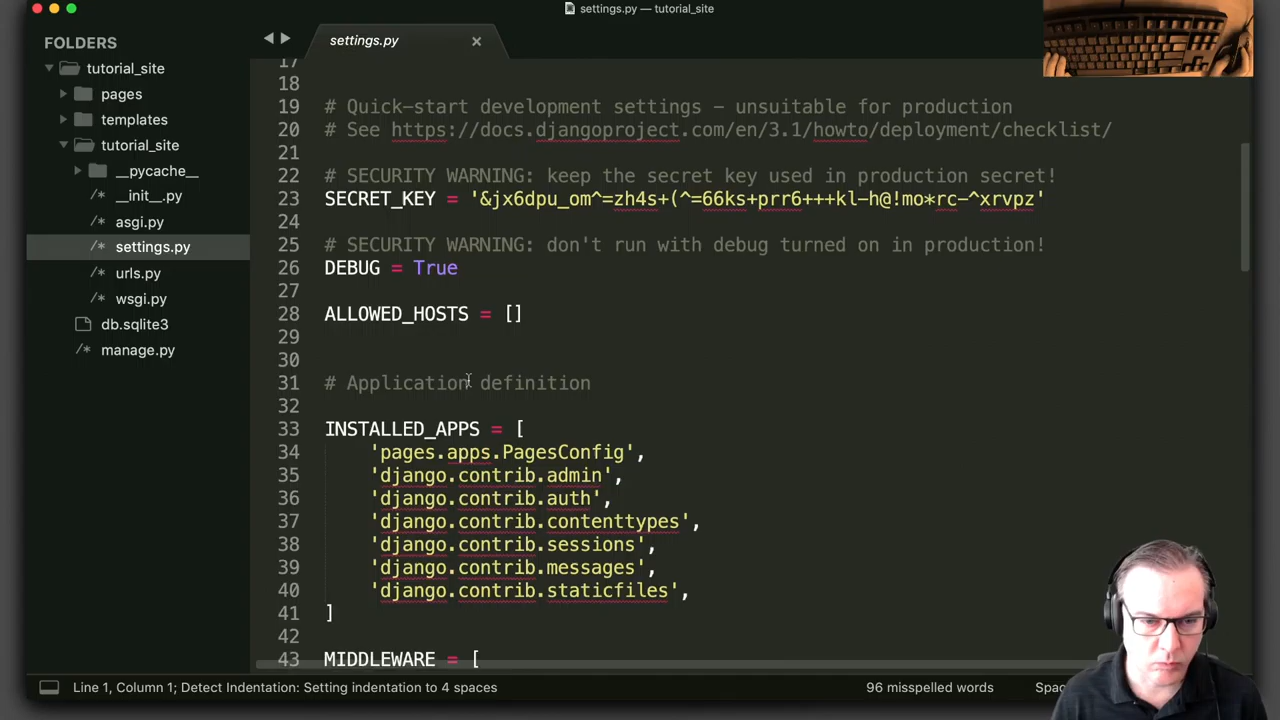 settings.py — tutorial_site
FOLDERS
tutorial_site
pages
templates
tutorial_site
__pycache__
__init__.py
asgi.py
settings.py
urls.py
wsgi.py
db.sqlite3
manage.py
settings.py
17
18
19 # Quick-start development settings - unsuitable for production
20 # See https://docs.djangoproject.com/en/3.1/howto/deployment/checklist/
21
22 # SECURITY WARNING: keep the secret key used in production secret!
23 SECRET_KEY = '&jx6dpu_om^=zh4s+(^=66ks+prr6+++kl-h@!mo*rc-^xrvpz'
24
25 # SECURITY WARNING: don't run with debug turned on in production!
26 DEBUG = True
27
28 ALLOWED_HOSTS = []
29
30
31 # Application definition
32
33 INSTALLED_APPS = [
34 'pages.apps.PagesConfig',
35 'django.contrib.admin',
36 'django.contrib.auth',
37 'django.contrib.contenttypes',
38 'django.contrib.sessions',
39 'django.contrib.messages',
40 'django.contrib.staticfiles',
41 ]
42
43 MIDDLEWARE = [
Line 1, Column 1; Detect Indentation: Setting indentation to 4 spaces
96 misspelled words